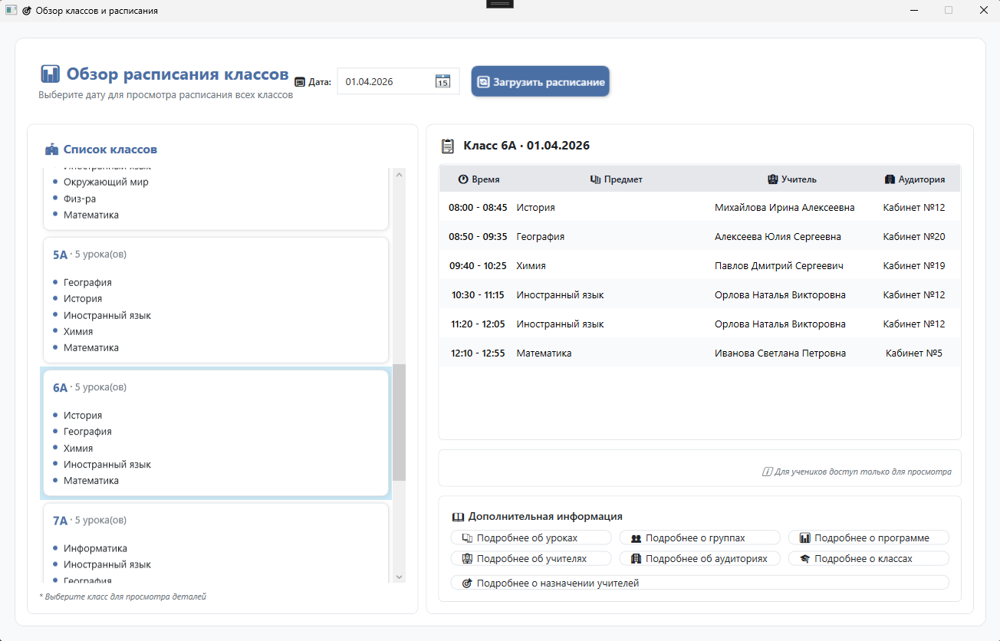 Обзор классов и расписания
Обзор расписания классов
Выберите дату для просмотра расписания всех классов
Дата:
01.04.2026
15
Загрузить расписание
Список классов
Иностранный язык
Окружающий мир
Физ-ра
Математика
5А · 5 урока(ов)
География
История
Иностранный язык
Химия
Математика
6А · 5 урока(ов)
История
География
Химия
Иностранный язык
Математика
7А · 5 урока(ов)
Информатика
Иностранный язык
География
* Выберите класс для просмотра деталей
Класс 6А · 01.04.2026
Время Предмет Учитель Аудитория
08:00 - 08:45 История Михайлова Ирина Алексеевна Кабинет №12
08:50 - 09:35 География Алексеева Юлия Сергеевна Кабинет №20
09:40 - 10:25 Химия Павлов Дмитрий Сергеевич Кабинет №19
10:30 - 11:15 Иностранный язык Орлова Наталья Викторовна Кабинет №12
11:20 - 12:05 Иностранный язык Орлова Наталья Викторовна Кабинет №12
12:10 - 12:55 Математика Иванова Светлана Петровна Кабинет №5
Для учеников доступ только для просмотра
Дополнительная информация
Подробнее об уроках Подробнее о группах Подробнее о программе
Подробнее об учителях Подробнее об аудиториях Подробнее о классах
Подробнее о назначении учителей